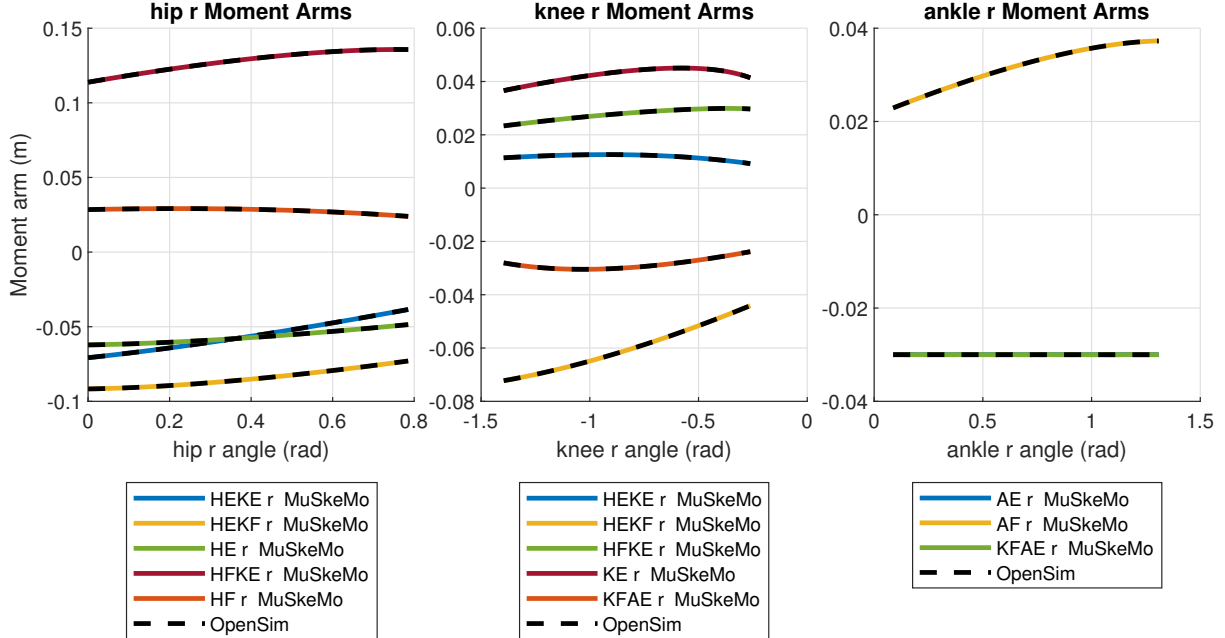 hip r Moment Arms
Moment arm (m)
0.15
0.1
0.05
0
-0.05
-0.1
0 0.2 0.4 0.6 0.8
hip r angle (rad)
HEKE r MuSkeMo
HEKF r MuSkeMo
HE r MuSkeMo
HFKE r MuSkeMo
HF r MuSkeMo
OpenSim
knee r Moment Arms
0.06
0.04
0.02
0
-0.02
-0.04
-0.06
-0.08
-1.5 -1 -0.5 0
knee r angle (rad)
HEKE r MuSkeMo
HEKF r MuSkeMo
HFKE r MuSkeMo
KE r MuSkeMo
KFAE r MuSkeMo
OpenSim
ankle r Moment Arms
0.04
0.02
0
-0.02
-0.04
0 0.5 1 1.5
ankle r angle (rad)
AE r MuSkeMo
AF r MuSkeMo
KFAE r MuSkeMo
OpenSim